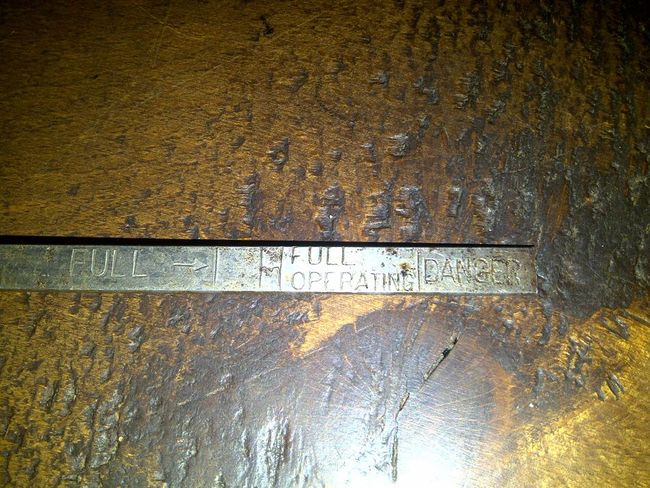 FULL →
FULL
OPERATING
DANGER